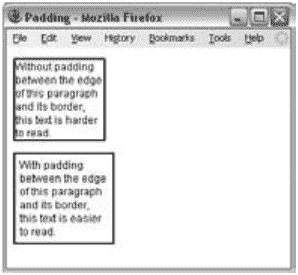 Padding - Mozilla Firefox
File Edit View History Bookmarks Tools Help
Without padding
between the edge
of this paragraph
and its border,
this text is harder
to read.
With padding
between the edge
of this paragraph
and its border,
this text is easier
to read.